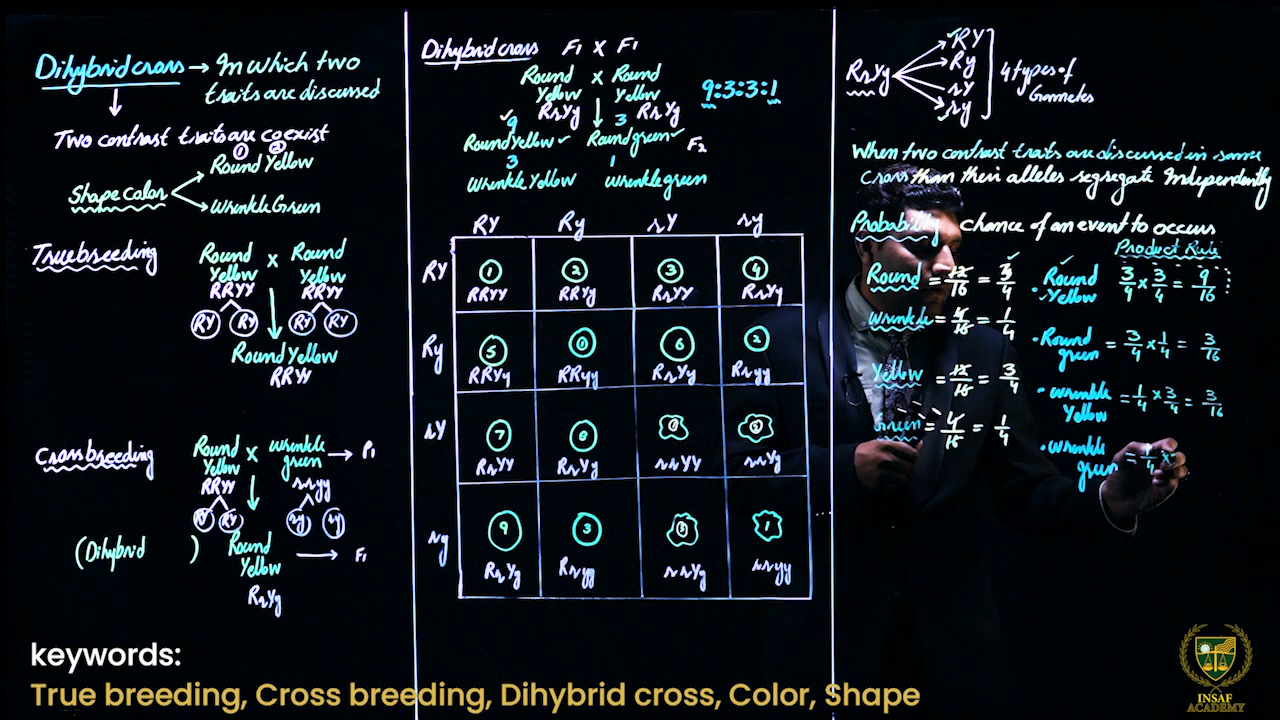 Dihybrid cross → In which two
traits are discussed
Two contrast traits are coexist
① ②
Round Yellow
Shape color
Wrinkle Green
True breeding
Round x Round
Yellow Yellow
RRYY RRYY
RY RY RY RY
Round Yellow
RRYY
Cross breeding
Round x wrinkle → P1
Yellow green
RRYY rryy
RY RY ry ry
(Dihybrid ) Round → F1
Yellow
RrYy
Dihybrid cross F1 X F1
Round x Round
Yellow Yellow
RrYy RrYy
9:3:3:1
9 3
Round Yellow Round green F2
3 1
Wrinkle Yellow Wrinkle green
RY Ry rY ry
RY ① ② ③ ④
RRYY RRYy RrYY RrYy
Ry ⑤ ① ⑥ ②
RRYy RRyy RrYy Rryy
rY ⑦ ⑧
RrYY RrYy rrYY rrYy
ry ⑨ ③ ③ 1
RrYy Rryy rrYy rryy
RrYy
RY
Ry
rY
ry
4 types of
Gametes
When two contrast traits are discussed in same
cross than their alleles segregate Independently
Probability chance of an event to occurs
Product Rule
Round = 12/16 = 3/4
Wrinkle = 4/16 = 1/4
Yellow = 12/16 = 3/4
Green = 4/16 = 1/4
• Round
• Yellow 3/4 x 3/4 = 9/16
• Round
green = 3/4 x 1/4 = 3/16
• wrinkle
Yellow = 1/4 x 3/4 = 3/16
• wrinkle
green = 1/4 x
keywords:
True breeding, Cross breeding, Dihybrid cross, Color, Shape
INSAF
ACADEMY